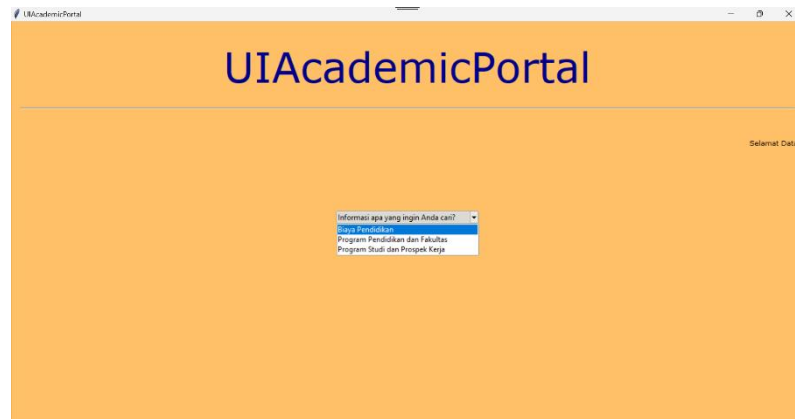 UIAcademicPortal
UIAcademicPortal
Selamat Data
Informasi apa yang ingin Anda cari?
Biaya Pendidikan
Program Pendidikan dan Fakultas
Program Studi dan Prospek Kerja